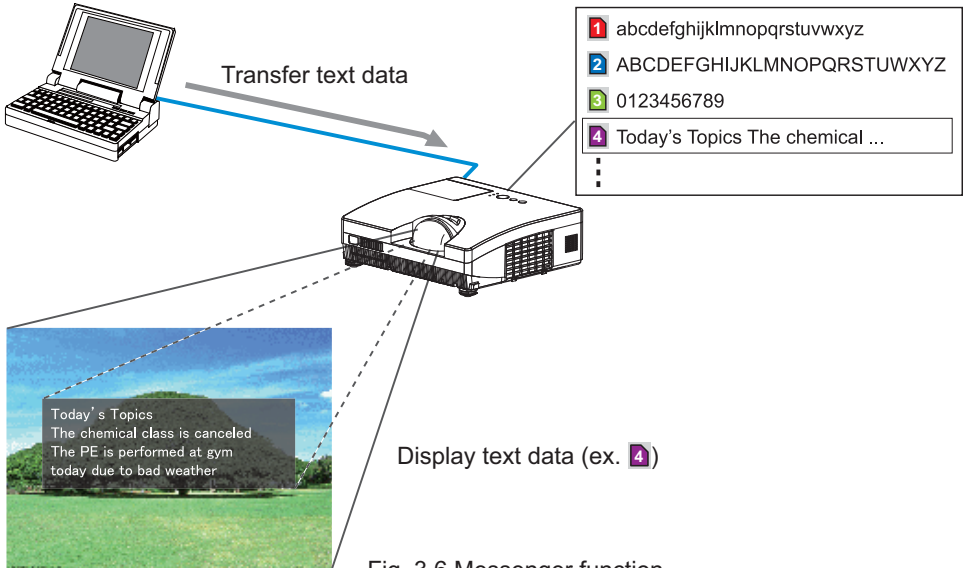 Transfer text data
1 abcdefghijklmnopqrstuvwxyz
2 ABCDEFGHIJKLMNOPQRSTUWXYZ
3 0123456789
4 Today's Topics The chemical ...
Today's Topics
The chemical class is canceled
The PE is performed at gym
today due to bad weather
Display text data (ex. 4)
Fig. 3.6 Messenger function